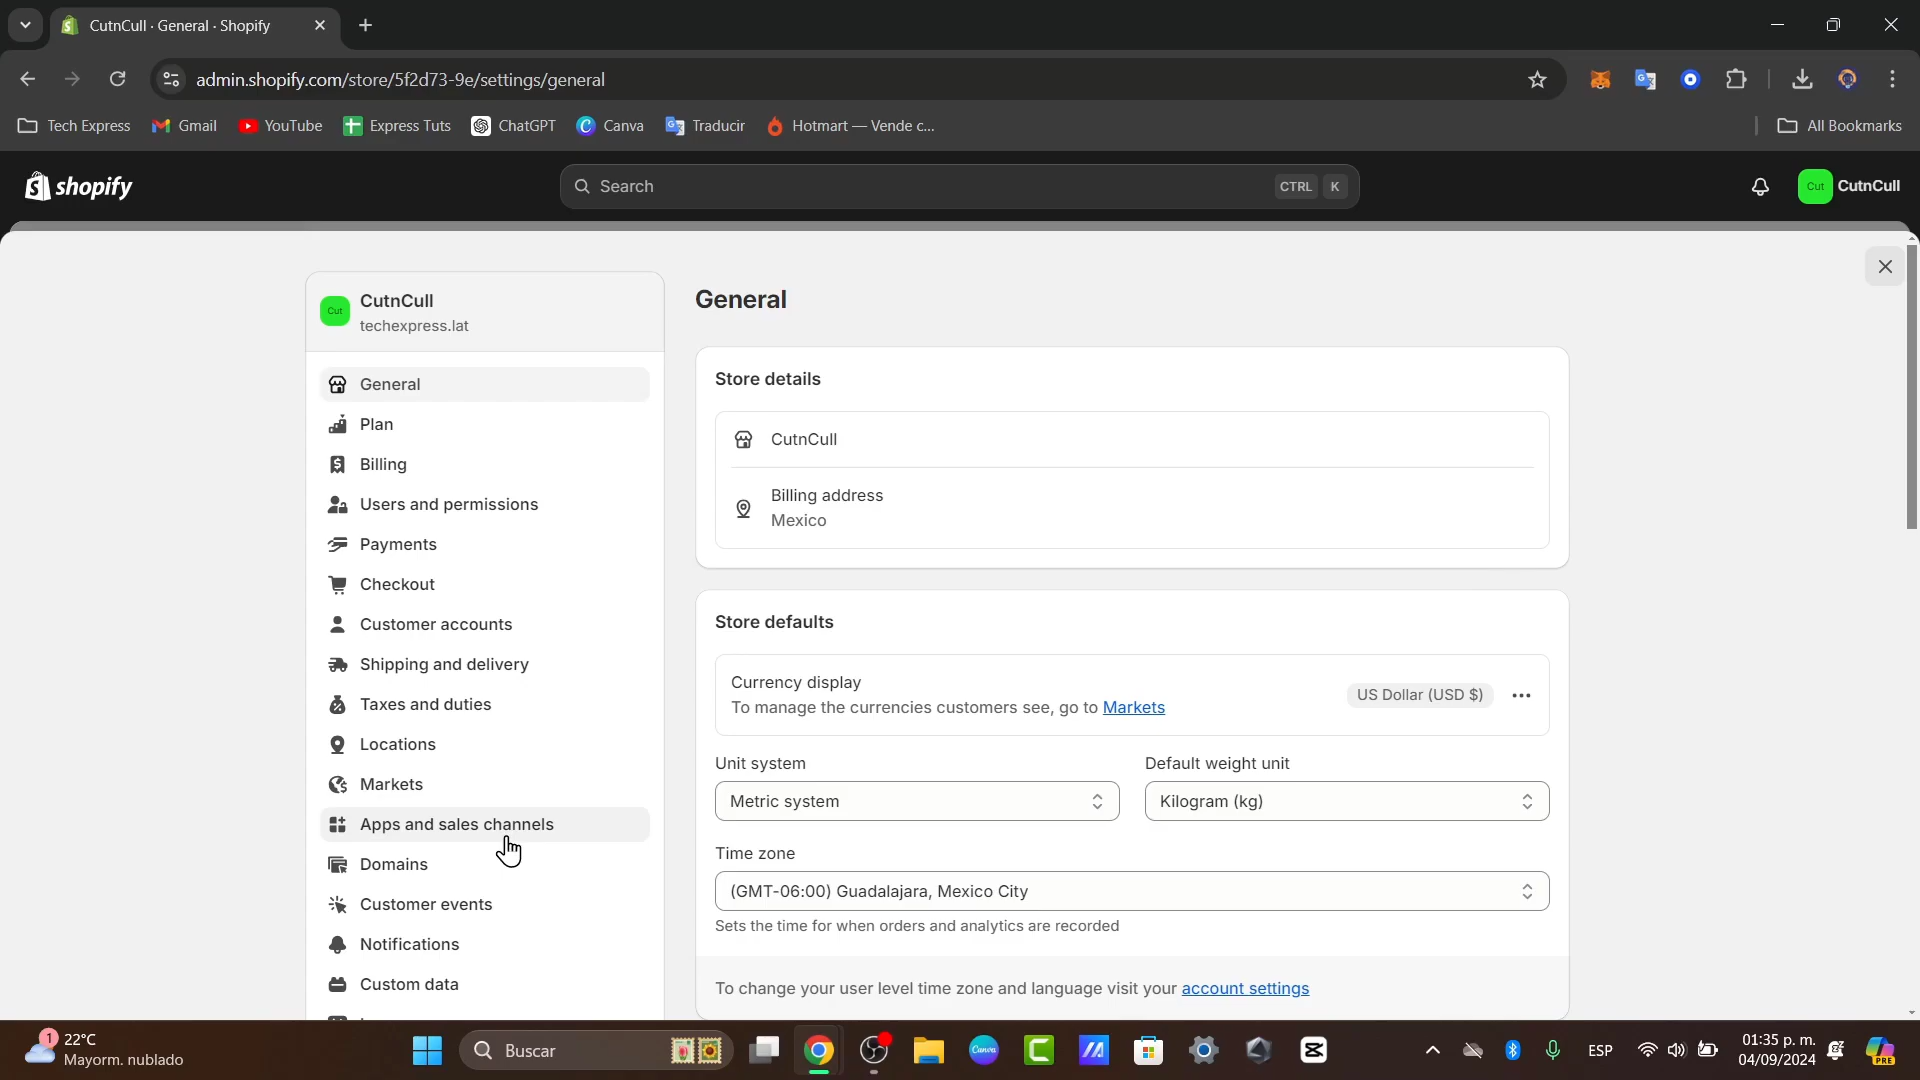 CutnCull · General · Shopify
admin.shopify.com/store/5f2d73-9e/settings/general
Tech Express
Gmail
YouTube
Express Tuts
ChatGPT
Canva
Traducir
Hotmart — Vende c...
All Bookmarks
shopify
Search
CTRL K
Cut
CutnCull
Cut
CutnCull
techexpress.lat
General
Plan
Billing
Users and permissions
Payments
Checkout
Customer accounts
Shipping and delivery
Taxes and duties
Locations
Markets
Apps and sales channels
Domains
Customer events
Notifications
Custom data
General
Store details
CutnCull
Billing address
Mexico
Store defaults
Currency display
To manage the currencies customers see, go to Markets
US Dollar (USD $)
Unit system
Default weight unit
Metric system
Kilogram (kg)
Time zone
(GMT-06:00) Guadalajara, Mexico City
Sets the time for when orders and analytics are recorded
To change your user level time zone and language visit your account settings
1
22°C
Mayorm. nublado
Buscar
Canva
ESP
01:35 p. m.
04/09/2024
PRE